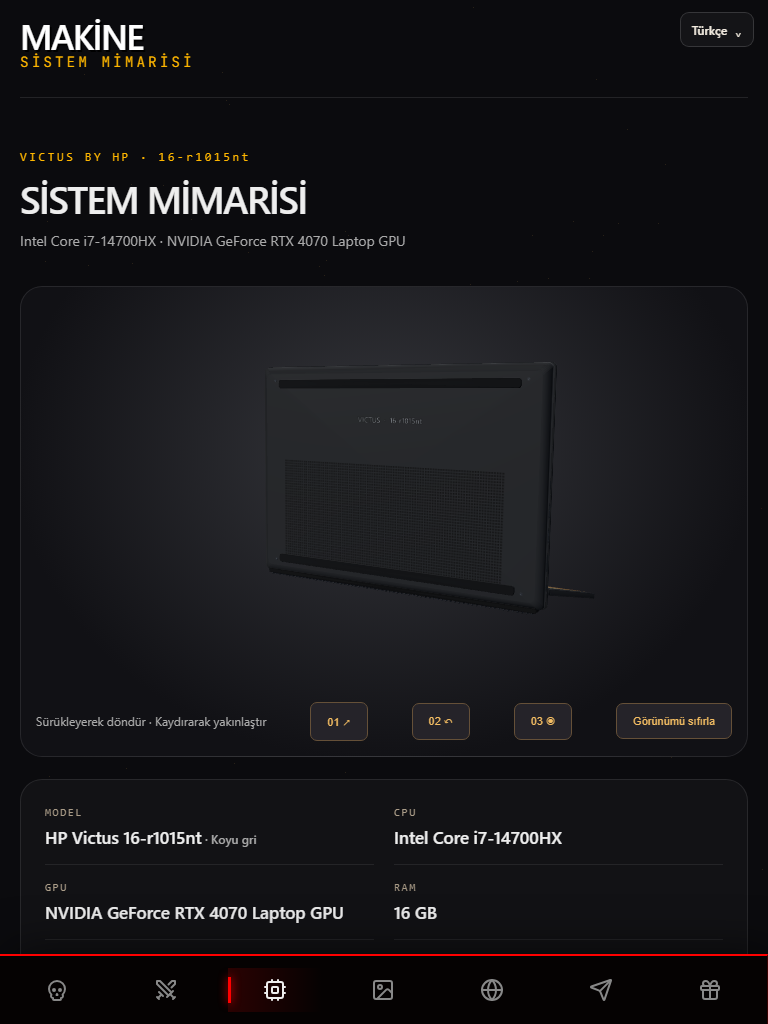 MAKİNE
SİSTEM MİMARİSİ
Türkçe
VICTUS BY HP · 16-r1015nt
SİSTEM MİMARİSİ
Intel Core i7-14700HX · NVIDIA GeForce RTX 4070 Laptop GPU
VICTUS 16-r1015nt
Sürükleyerek döndür · Kaydırarak yakınlaştır
01 ↗
02 ↶
03 ◉
Görünümü sıfırla
MODEL
HP Victus 16-r1015nt · Koyu gri
CPU
Intel Core i7-14700HX
GPU
NVIDIA GeForce RTX 4070 Laptop GPU
RAM
16 GB